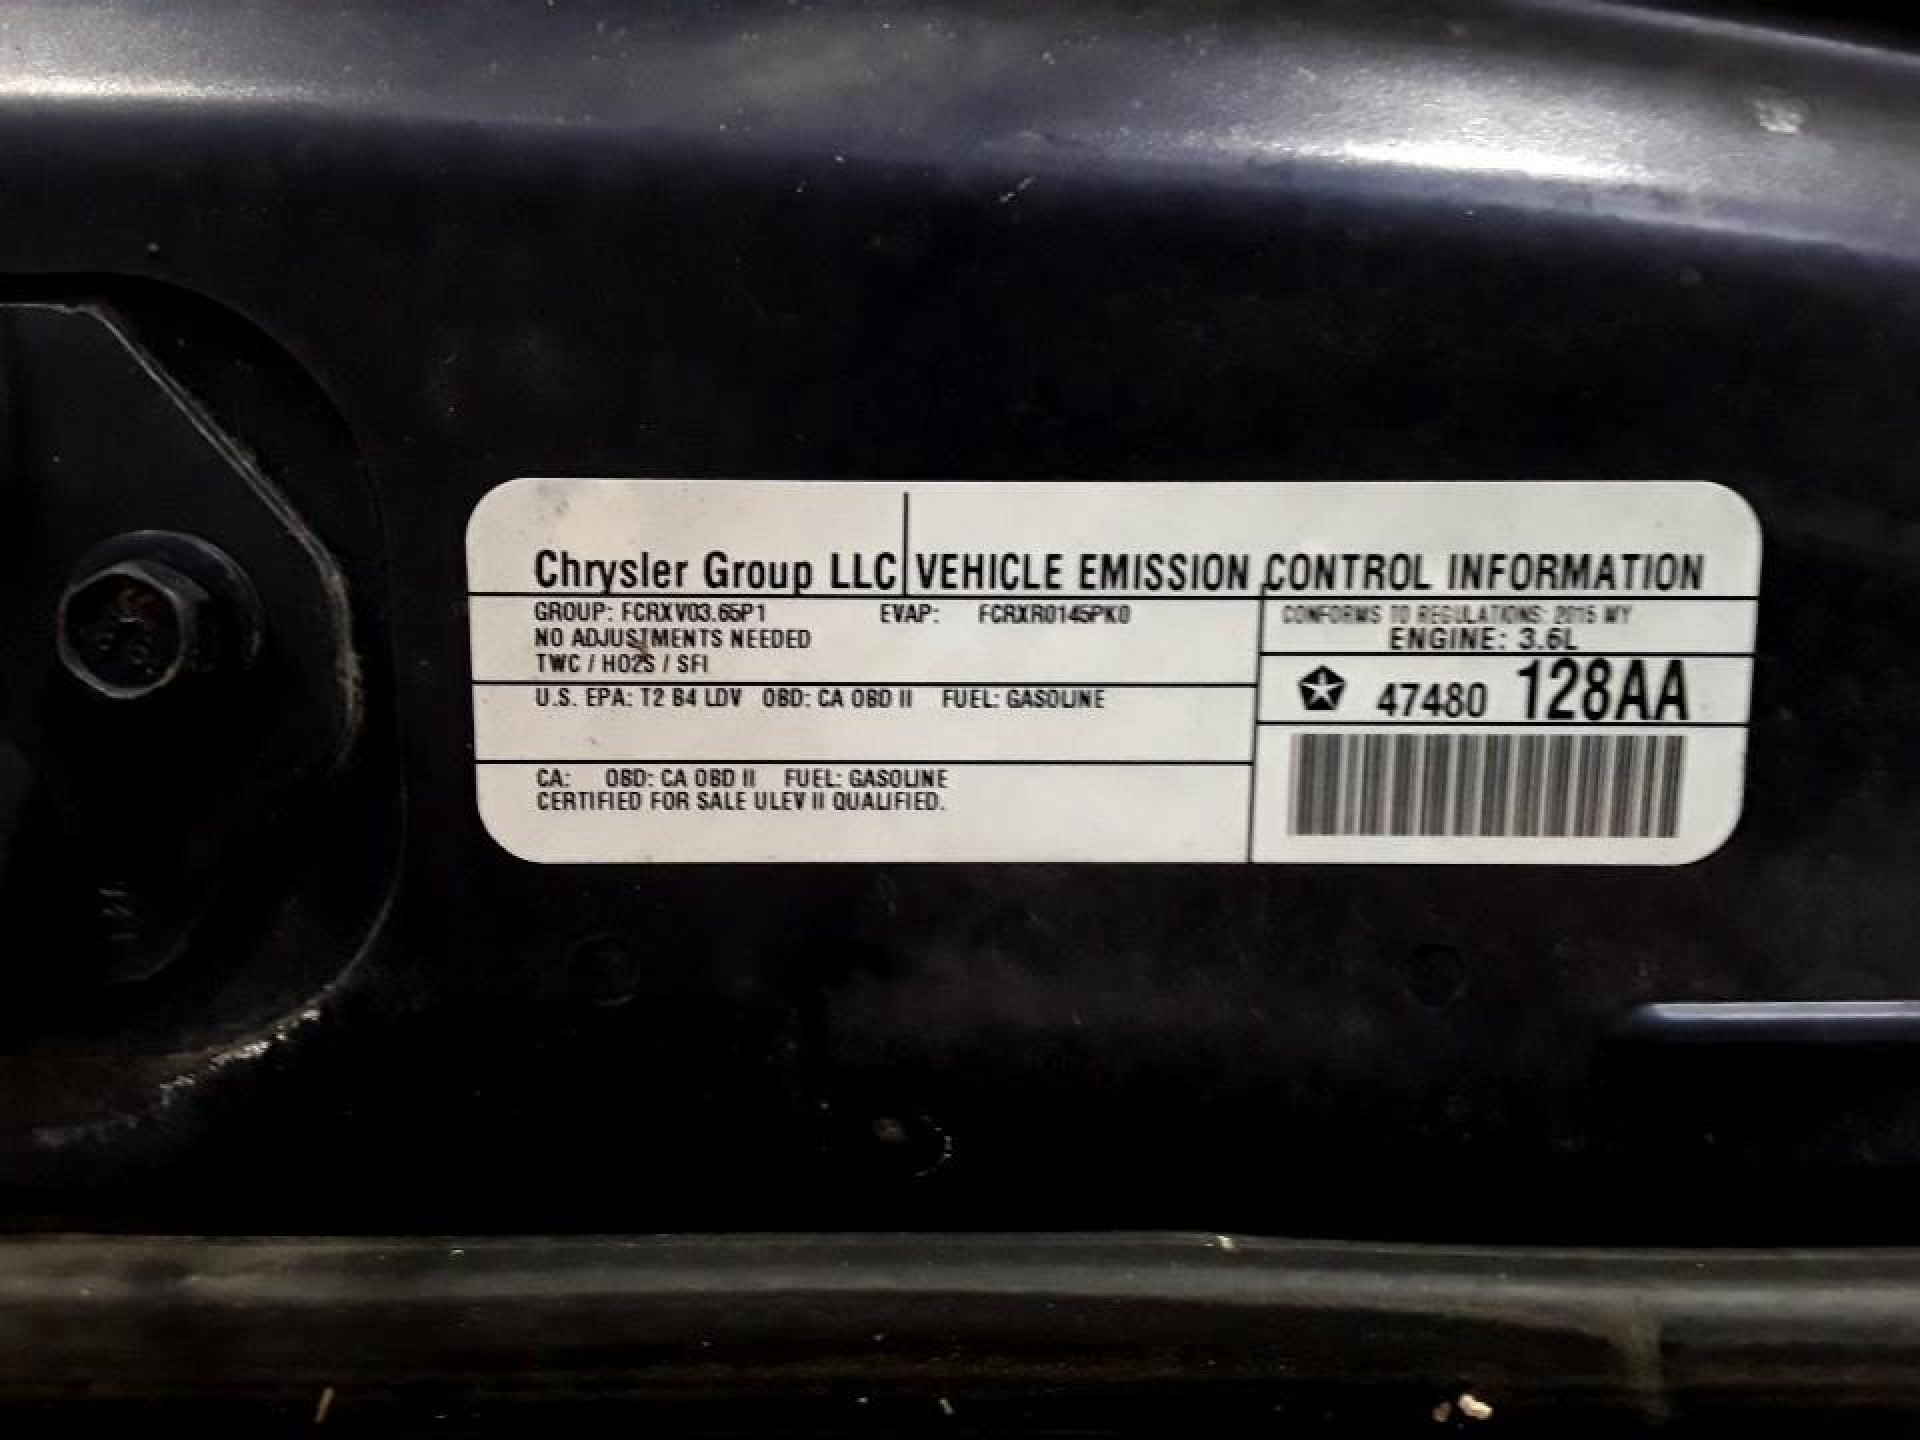 Chrysler Group LLC VEHICLE EMISSION CONTROL INFORMATION
GROUP: FCRXV03.65P1 EVAP: FCRXR0145PK0
NO ADJUSTMENTS NEEDED
TWC / HO2S / SFI
CONFORMS TO REGULATIONS: 2015 MY
ENGINE: 3.6L
47480 128AA
U.S. EPA: T2 B4 LDV OBD: CA OBD II FUEL: GASOLINE
CA: OBD: CA OBD II FUEL: GASOLINE
CERTIFIED FOR SALE ULEV II QUALIFIED.